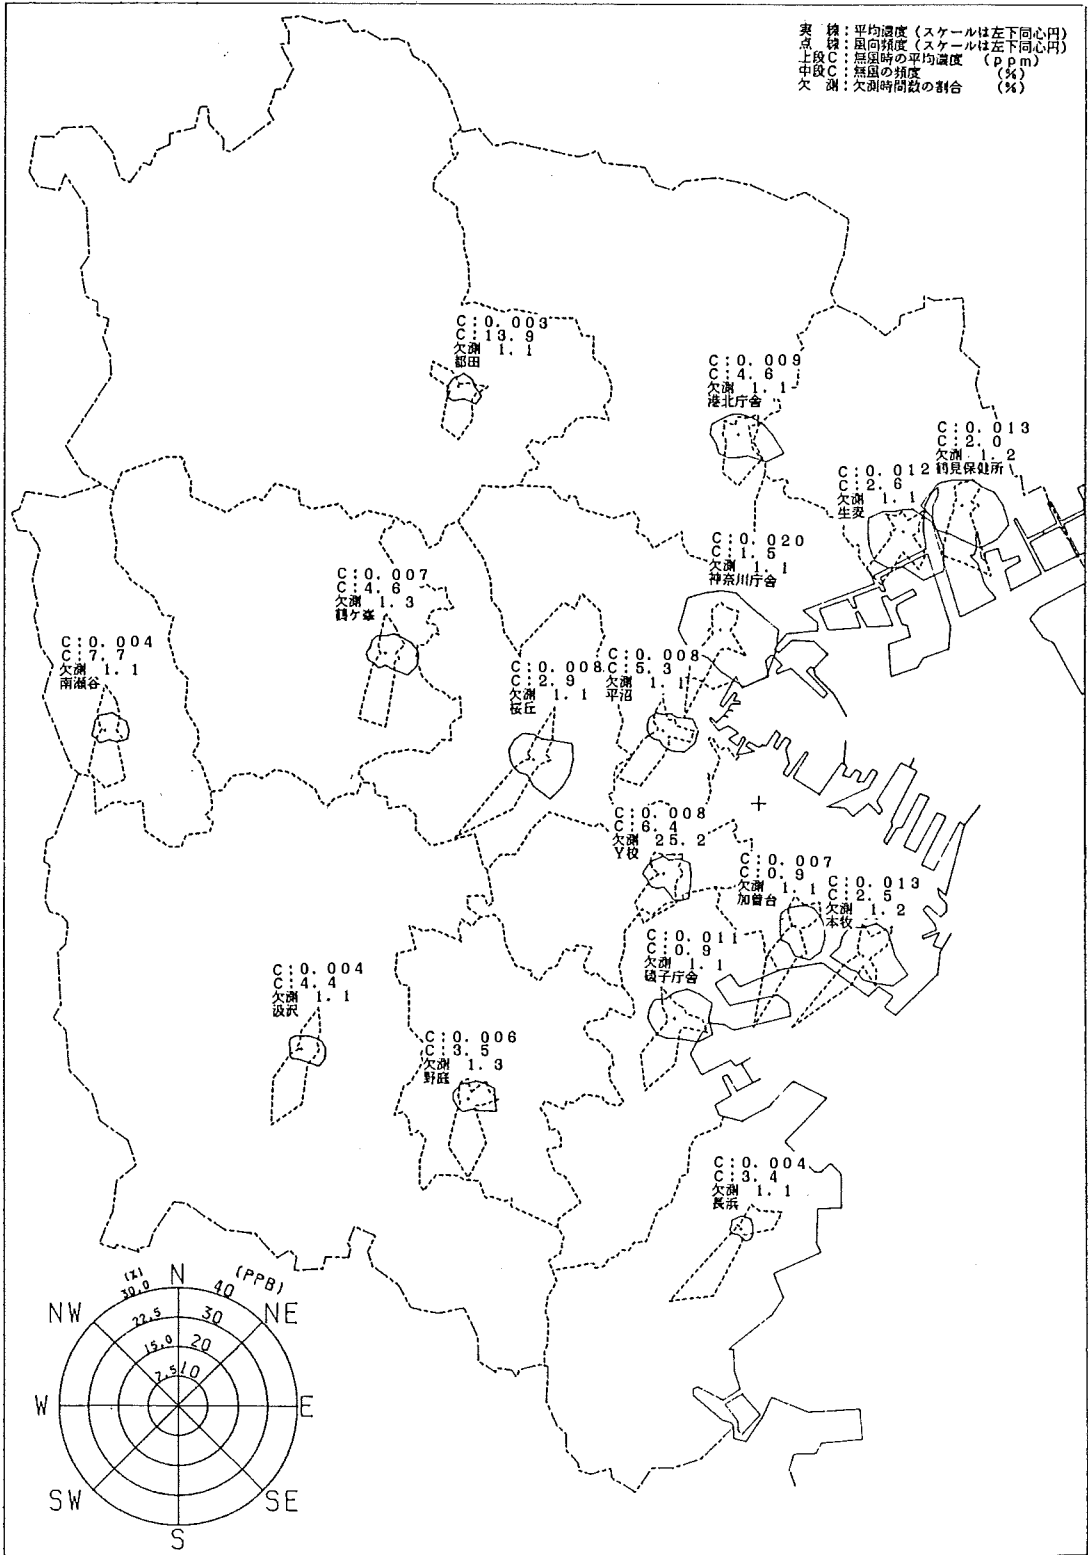 実　線：平均濃度（スケールは左下同心円）
点　線：風向頻度（スケールは左下同心円）
上段C：無風時の平均濃度　（ppm）
中段C：無風の頻度　（%）
欠　測：欠測時間数の割合　（%）
C：0.003
C：13.9
欠測 1.1
都田
C：0.009
C：4.6
欠測 1.1
港北庁舎
C：0.013
C：2.0
欠測 1.2
鶴見保健所
C：0.012
C：2.6
欠測 1.1
生麦
C：0.020
C：1.5
欠測 1.1
神奈川庁舎
C：0.007
C：4.6
欠測 1.3
鶴ケ峯
C：0.004
C：7.7
欠測 1.1
南瀬谷
C：0.008
C：2.9
欠測 1.1
桜丘
C：0.008
C：5.3
欠測 1.1
平沼
C：0.008
C：6.4
欠測 25.2
Y校
C：0.007
C：0.9
欠測 1.1
加曽台
C：0.013
C：2.5
欠測 1.2
本牧
C：0.011
C：0.9
欠測 1.1
磯子庁舎
C：0.004
C：4.4
欠測 1.1
汲沢
C：0.006
C：3.5
欠測 1.3
野庭
C：0.004
C：3.4
欠測 1.1
長浜
(%)
30.0
22.5
15.0
7.5
(PPB)
40
30
20
10
N
NE
E
SE
S
SW
W
NW